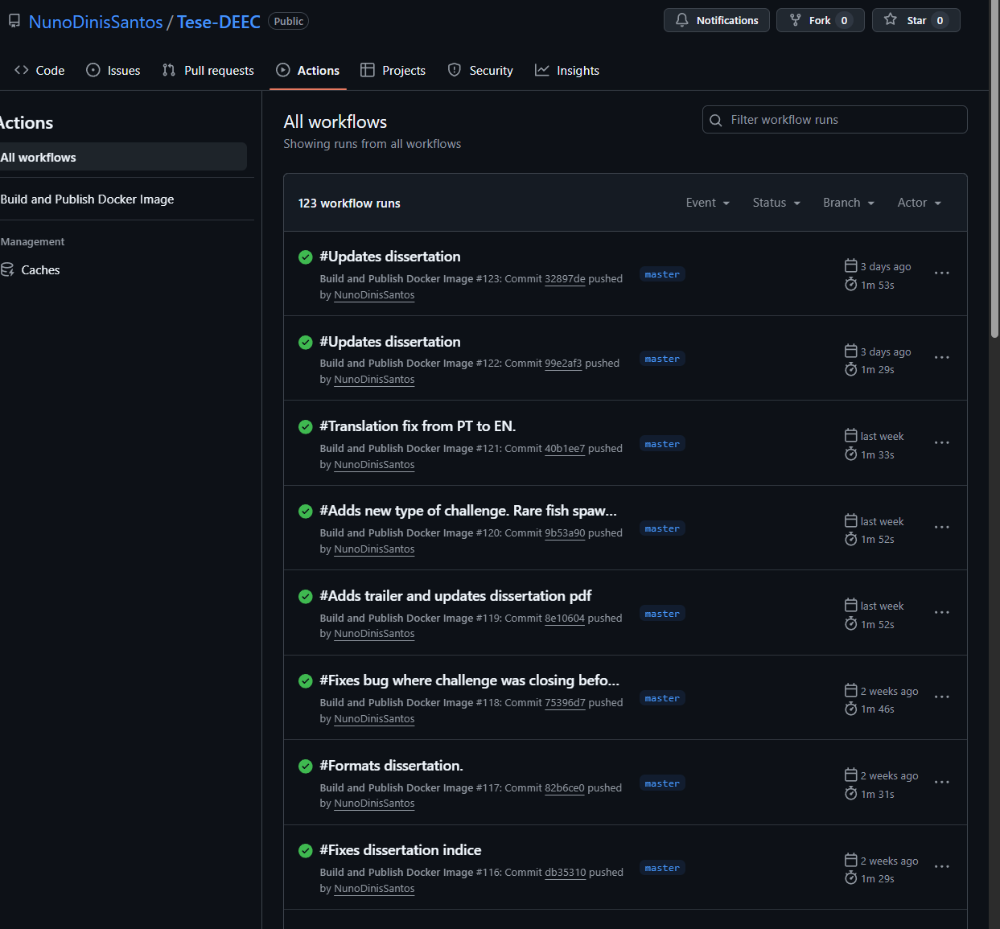 NunoDinisSantos / Tese-DEEC Public
Notifications Fork 0 Star 0
Code Issues Pull requests Actions Projects Security Insights
Actions
All workflows
Build and Publish Docker Image
Management
Caches
All workflows
Showing runs from all workflows
Filter workflow runs
123 workflow runs Event Status Branch Actor
#Updates dissertation
Build and Publish Docker Image #123: Commit 32897de pushed
by NunoDinisSantos
master
3 days ago
1m 53s
#Updates dissertation
Build and Publish Docker Image #122: Commit 99e2af3 pushed
by NunoDinisSantos
master
3 days ago
1m 29s
#Translation fix from PT to EN.
Build and Publish Docker Image #121: Commit 40b1ee7 pushed
by NunoDinisSantos
master
last week
1m 33s
#Adds new type of challenge. Rare fish spaw...
Build and Publish Docker Image #120: Commit 9b53a90 pushed
by NunoDinisSantos
master
last week
1m 52s
#Adds trailer and updates dissertation pdf
Build and Publish Docker Image #119: Commit 8e10604 pushed
by NunoDinisSantos
master
last week
1m 52s
#Fixes bug where challenge was closing befo...
Build and Publish Docker Image #118: Commit 75396d7 pushed
by NunoDinisSantos
master
2 weeks ago
1m 46s
#Formats dissertation.
Build and Publish Docker Image #117: Commit 82b6ce0 pushed
by NunoDinisSantos
master
2 weeks ago
1m 31s
#Fixes dissertation indice
Build and Publish Docker Image #116: Commit db35310 pushed
by NunoDinisSantos
master
2 weeks ago
1m 29s